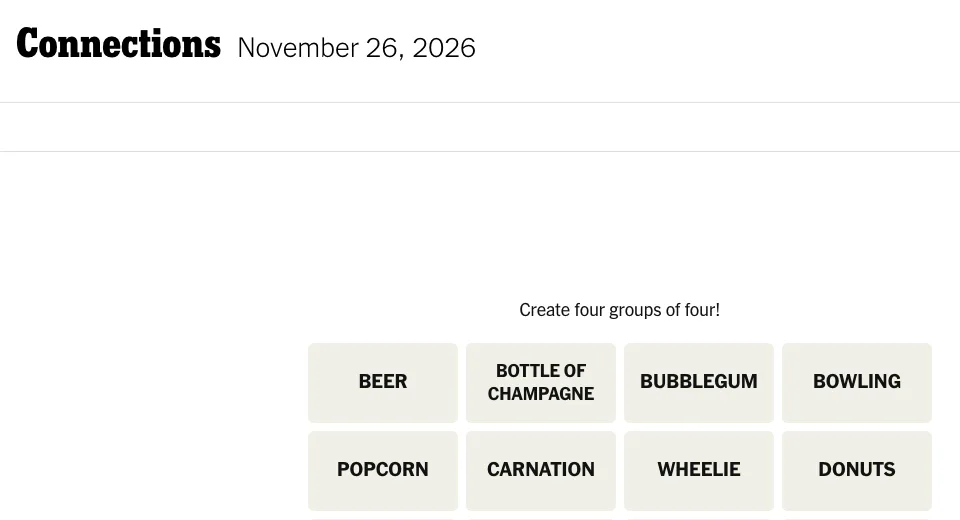 Connections November 26, 2026
Create four groups of four!
BEER
BOTTLE OF
CHAMPAGNE
BUBBLEGUM
BOWLING
POPCORN
CARNATION
WHEELIE
DONUTS